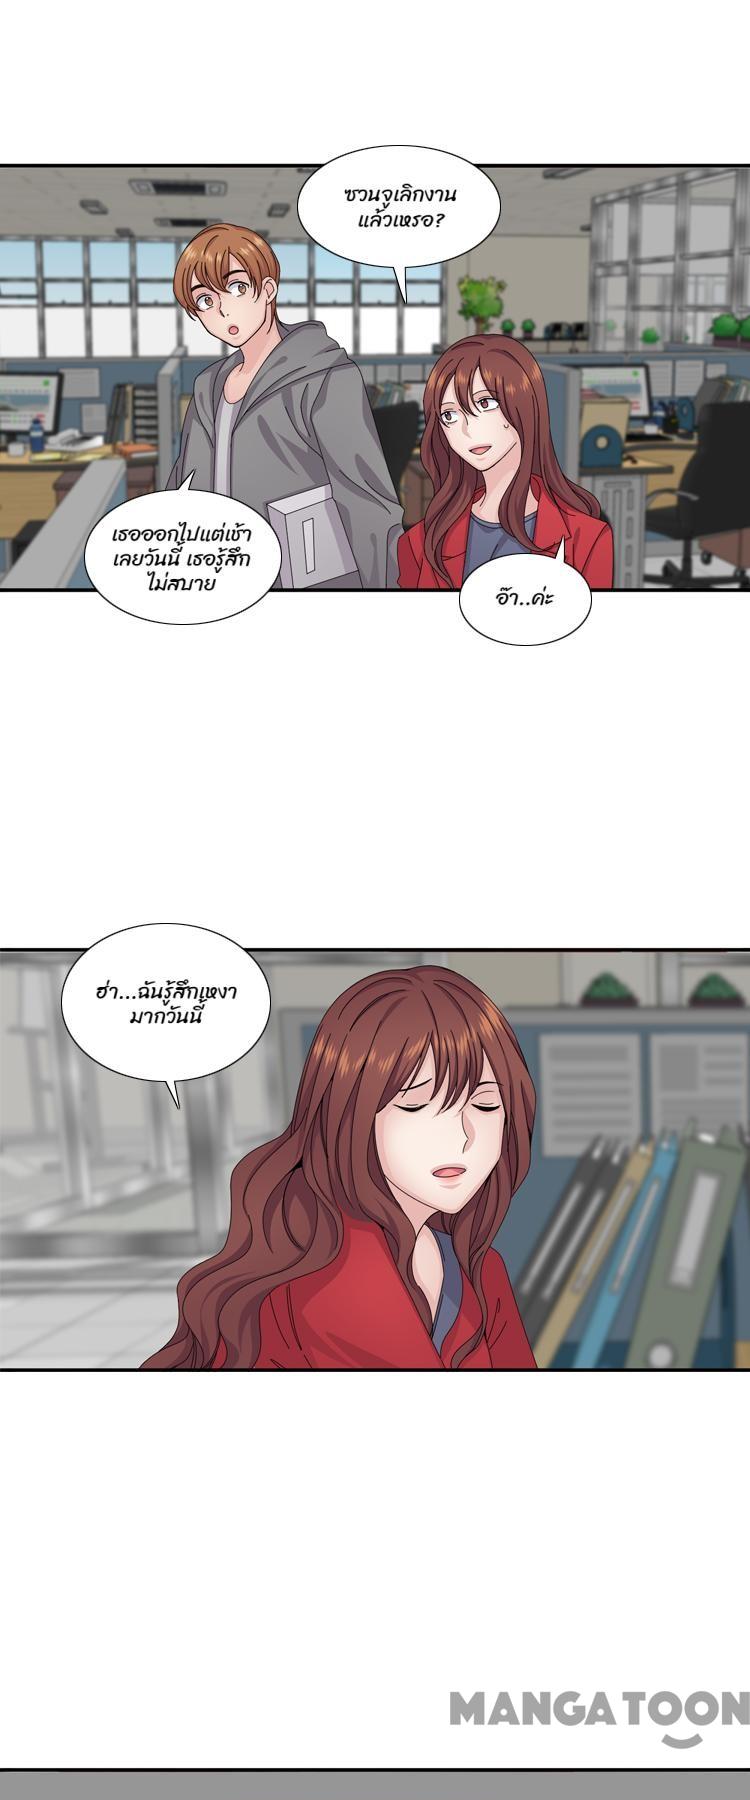 ซวนจูเลิกงาน
แล้วเหรอ?
เธอออกไปแต่เช้า
เลยวันนี้ เธอรู้สึก
ไม่สบาย
อ๊า..ค่ะ
ฮ่า...ฉันรู้สึกเหงา
มากวันนี้
MANGATOON